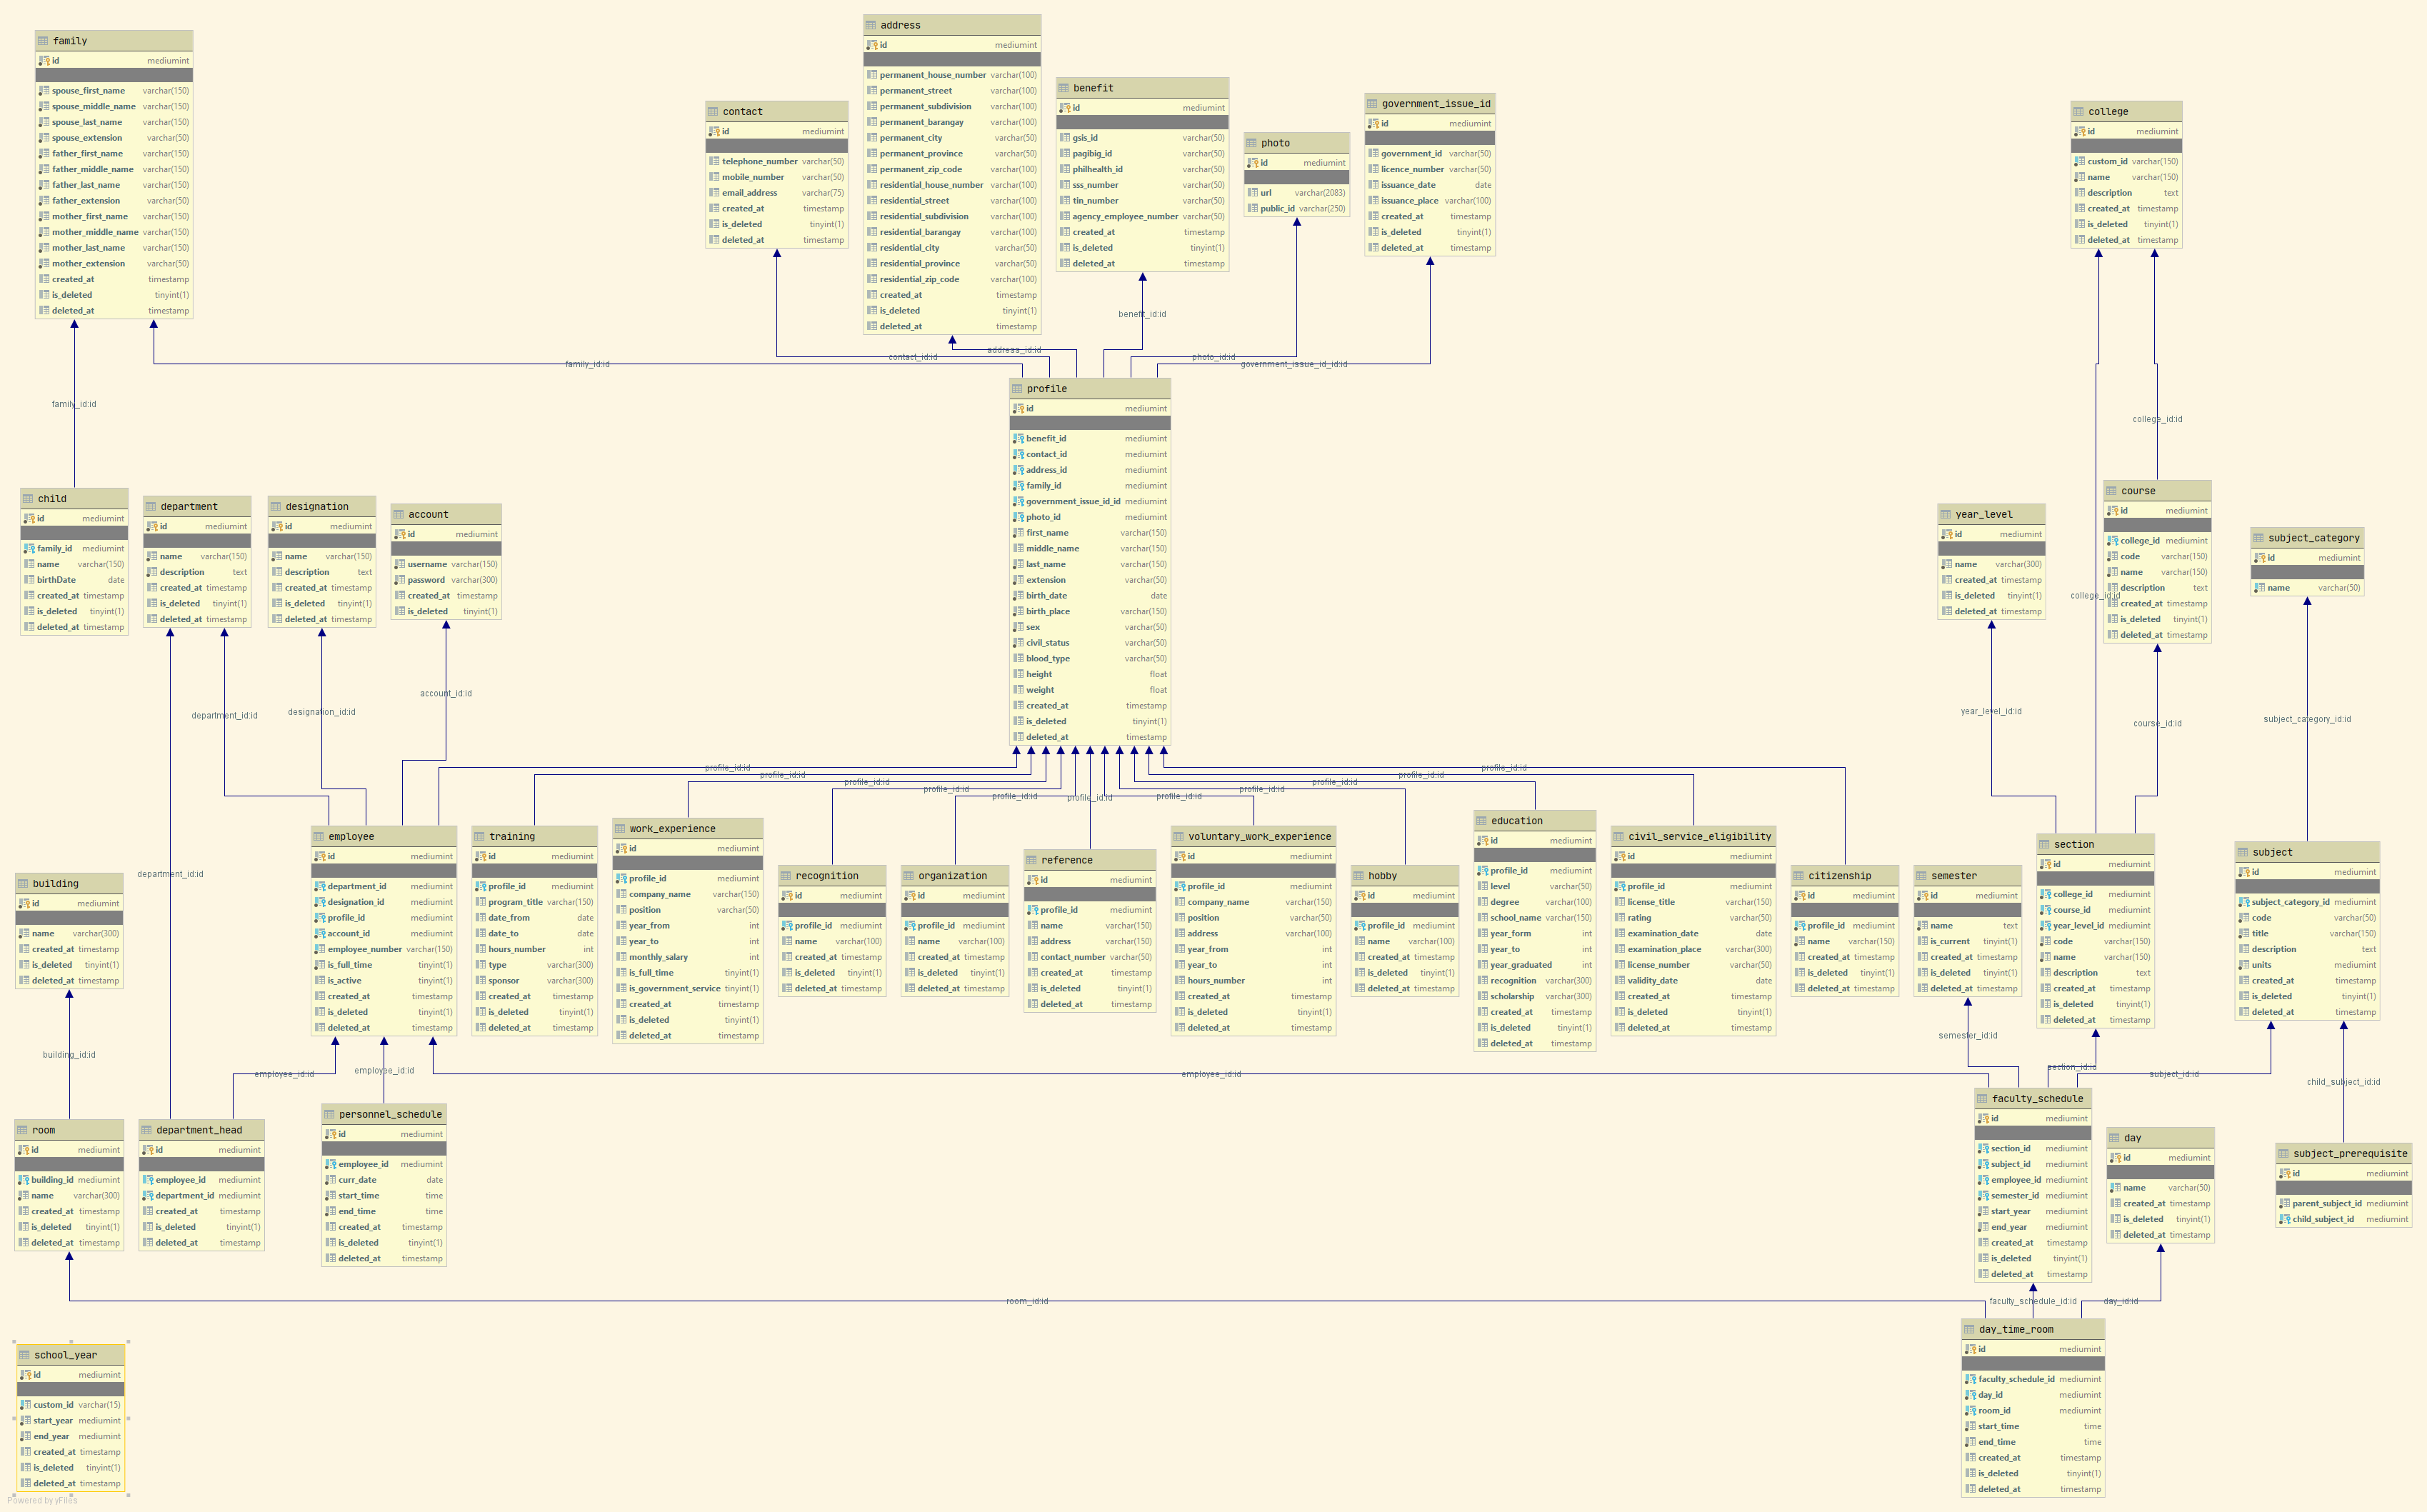 family
id mediumint
spouse_first_name varchar(150)
spouse_middle_name varchar(150)
spouse_last_name varchar(150)
spouse_extension varchar(50)
father_first_name varchar(150)
father_middle_name varchar(150)
father_last_name varchar(150)
father_extension varchar(50)
mother_first_name varchar(150)
mother_middle_name varchar(150)
mother_last_name varchar(150)
mother_extension varchar(50)
created_at timestamp
is_deleted tinyint(1)
deleted_at timestamp
contact
id mediumint
telephone_number varchar(50)
mobile_number varchar(50)
email_address varchar(75)
created_at timestamp
is_deleted tinyint(1)
deleted_at timestamp
address
id mediumint
permanent_house_number varchar(100)
permanent_street varchar(100)
permanent_subdivision varchar(100)
permanent_barangay varchar(100)
permanent_city varchar(50)
permanent_province varchar(50)
permanent_zip_code varchar(100)
residential_house_number varchar(100)
residential_street varchar(100)
residential_subdivision varchar(100)
residential_barangay varchar(100)
residential_city varchar(50)
residential_province varchar(50)
residential_zip_code varchar(100)
created_at timestamp
is_deleted tinyint(1)
deleted_at timestamp
benefit
id mediumint
gsis_id varchar(50)
pagibig_id varchar(50)
philhealth_id varchar(50)
sss_number varchar(50)
tin_number varchar(50)
agency_employee_number varchar(50)
created_at timestamp
is_deleted tinyint(1)
deleted_at timestamp
photo
id mediumint
url varchar(2083)
public_id varchar(250)
government_issue_id
id mediumint
government_id varchar(50)
licence_number varchar(50)
issuance_date date
issuance_place varchar(100)
created_at timestamp
is_deleted tinyint(1)
deleted_at timestamp
college
id mediumint
custom_id varchar(150)
name varchar(150)
description text
created_at timestamp
is_deleted tinyint(1)
deleted_at timestamp
benefit_id:id
address_id:id
contact_id:id
photo_id:id
family_id:id
government_issue_id_id:id
family_id:id
college_id:id
profile
id mediumint
benefit_id mediumint
contact_id mediumint
address_id mediumint
family_id mediumint
government_issue_id_id mediumint
photo_id mediumint
first_name varchar(150)
middle_name varchar(150)
last_name varchar(150)
extension varchar(50)
birth_date date
birth_place varchar(150)
sex varchar(50)
civil_status varchar(50)
blood_type varchar(50)
height float
weight float
created_at timestamp
is_deleted tinyint(1)
deleted_at timestamp
child
id mediumint
family_id mediumint
name varchar(150)
birthDate date
created_at timestamp
is_deleted tinyint(1)
deleted_at timestamp
department
id mediumint
name varchar(150)
description text
created_at timestamp
is_deleted tinyint(1)
deleted_at timestamp
designation
id mediumint
name varchar(150)
description text
created_at timestamp
is_deleted tinyint(1)
deleted_at timestamp
account
id mediumint
username varchar(150)
password varchar(300)
created_at timestamp
is_deleted tinyint(1)
year_level
id mediumint
name varchar(300)
created_at timestamp
is_deleted tinyint(1)
deleted_at timestamp
college_id:id
course
id mediumint
college_id mediumint
code varchar(150)
name varchar(150)
description text
created_at timestamp
is_deleted tinyint(1)
deleted_at timestamp
subject_category
id mediumint
name varchar(50)
account_id:id
designation_id:id
department_id:id
year_level_id:id
course_id:id
subject_category_id:id
profile_id:id
profile_id:id
profile_id:id
profile_id:id
profile_id:id
profile_id:id
profile_id:id
profile_id:id
profile_id:id
profile_id:id
profile_id:id
department_id:id
building
id mediumint
name varchar(300)
created_at timestamp
is_deleted tinyint(1)
deleted_at timestamp
employee
id mediumint
department_id mediumint
designation_id mediumint
profile_id mediumint
account_id mediumint
employee_number varchar(150)
is_full_time tinyint(1)
is_active tinyint(1)
created_at timestamp
is_deleted tinyint(1)
deleted_at timestamp
training
id mediumint
profile_id mediumint
program_title varchar(150)
date_from date
date_to date
hours_number int
type varchar(300)
sponsor varchar(300)
created_at timestamp
is_deleted tinyint(1)
deleted_at timestamp
work_experience
id mediumint
profile_id mediumint
company_name varchar(150)
position varchar(50)
year_from int
year_to int
monthly_salary int
is_full_time tinyint(1)
is_government_service tinyint(1)
created_at timestamp
is_deleted tinyint(1)
deleted_at timestamp
recognition
id mediumint
profile_id mediumint
name varchar(100)
created_at timestamp
is_deleted tinyint(1)
deleted_at timestamp
organization
id mediumint
profile_id mediumint
name varchar(100)
created_at timestamp
is_deleted tinyint(1)
deleted_at timestamp
reference
id mediumint
profile_id mediumint
name varchar(150)
address varchar(150)
contact_number varchar(50)
created_at timestamp
is_deleted tinyint(1)
deleted_at timestamp
voluntary_work_experience
id mediumint
profile_id mediumint
company_name varchar(150)
position varchar(50)
address varchar(100)
year_from int
year_to int
hours_number int
created_at timestamp
is_deleted tinyint(1)
deleted_at timestamp
hobby
id mediumint
profile_id mediumint
name varchar(100)
created_at timestamp
is_deleted tinyint(1)
deleted_at timestamp
education
id mediumint
profile_id mediumint
level varchar(50)
degree varchar(100)
school_name varchar(150)
year_form int
year_to int
year_graduated int
recognition varchar(300)
scholarship varchar(300)
created_at timestamp
is_deleted tinyint(1)
deleted_at timestamp
civil_service_eligibility
id mediumint
profile_id mediumint
license_title varchar(150)
rating varchar(50)
examination_date date
examination_place varchar(300)
license_number varchar(50)
validity_date date
created_at timestamp
is_deleted tinyint(1)
deleted_at timestamp
citizenship
id mediumint
profile_id mediumint
name varchar(150)
created_at timestamp
is_deleted tinyint(1)
deleted_at timestamp
semester
id mediumint
name text
is_current tinyint(1)
created_at timestamp
is_deleted tinyint(1)
deleted_at timestamp
section
id mediumint
college_id mediumint
course_id mediumint
year_level_id mediumint
code varchar(150)
name varchar(150)
description text
created_at timestamp
is_deleted tinyint(1)
deleted_at timestamp
subject
id mediumint
subject_category_id mediumint
code varchar(50)
title varchar(150)
description text
units mediumint
created_at timestamp
is_deleted tinyint(1)
deleted_at timestamp
building_id:id
employee_id:id
employee_id:id
employee_id:id
semester_id:id
section_id:id
subject_id:id
child_subject_id:id
room
id mediumint
building_id mediumint
name varchar(300)
created_at timestamp
is_deleted tinyint(1)
deleted_at timestamp
department_head
id mediumint
employee_id mediumint
department_id mediumint
created_at timestamp
is_deleted tinyint(1)
deleted_at timestamp
personnel_schedule
id mediumint
employee_id mediumint
curr_date date
start_time time
end_time time
created_at timestamp
is_deleted tinyint(1)
deleted_at timestamp
faculty_schedule
id mediumint
section_id mediumint
subject_id mediumint
employee_id mediumint
semester_id mediumint
start_year mediumint
end_year mediumint
created_at timestamp
is_deleted tinyint(1)
deleted_at timestamp
day
id mediumint
name varchar(50)
created_at timestamp
is_deleted tinyint(1)
deleted_at timestamp
subject_prerequisite
id mediumint
parent_subject_id mediumint
child_subject_id mediumint
room_id:id
faculty_schedule_id:id
day_id:id
school_year
id mediumint
custom_id varchar(15)
start_year mediumint
end_year mediumint
created_at timestamp
is_deleted tinyint(1)
deleted_at timestamp
day_time_room
id mediumint
faculty_schedule_id mediumint
day_id mediumint
room_id mediumint
start_time time
end_time time
created_at timestamp
is_deleted tinyint(1)
deleted_at timestamp
Powered by yFiles